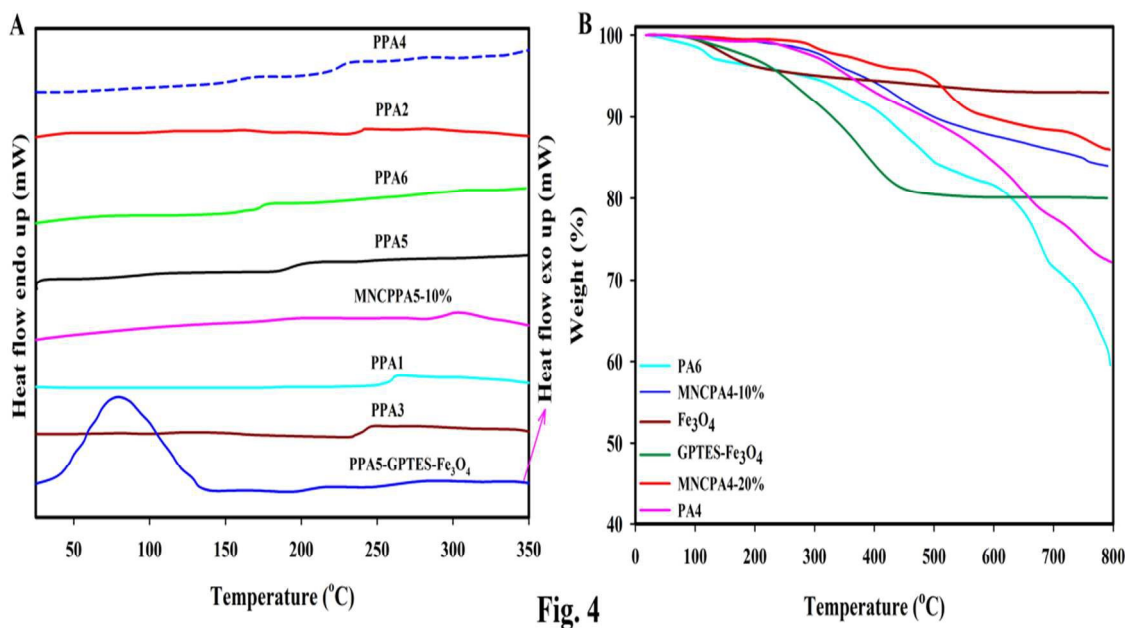 A
B
PPA4
PPA2
PPA6
PPA5
MNCPPA5-10%
PPA1
PPA3
PPA5-GPTES-Fe3O4
Heat flow endo up (mW)
Heat flow exo up (mW)
50 100 150 200 250 300 350
Temperature (oC)
Weight (%)
100
90
80
70
60
50
40
PA6
MNCPA4-10%
Fe3O4
GPTES-Fe3O4
MNCPA4-20%
PA4
0 100 200 300 400 500 600 700 800
Temperature (oC)
Fig. 4